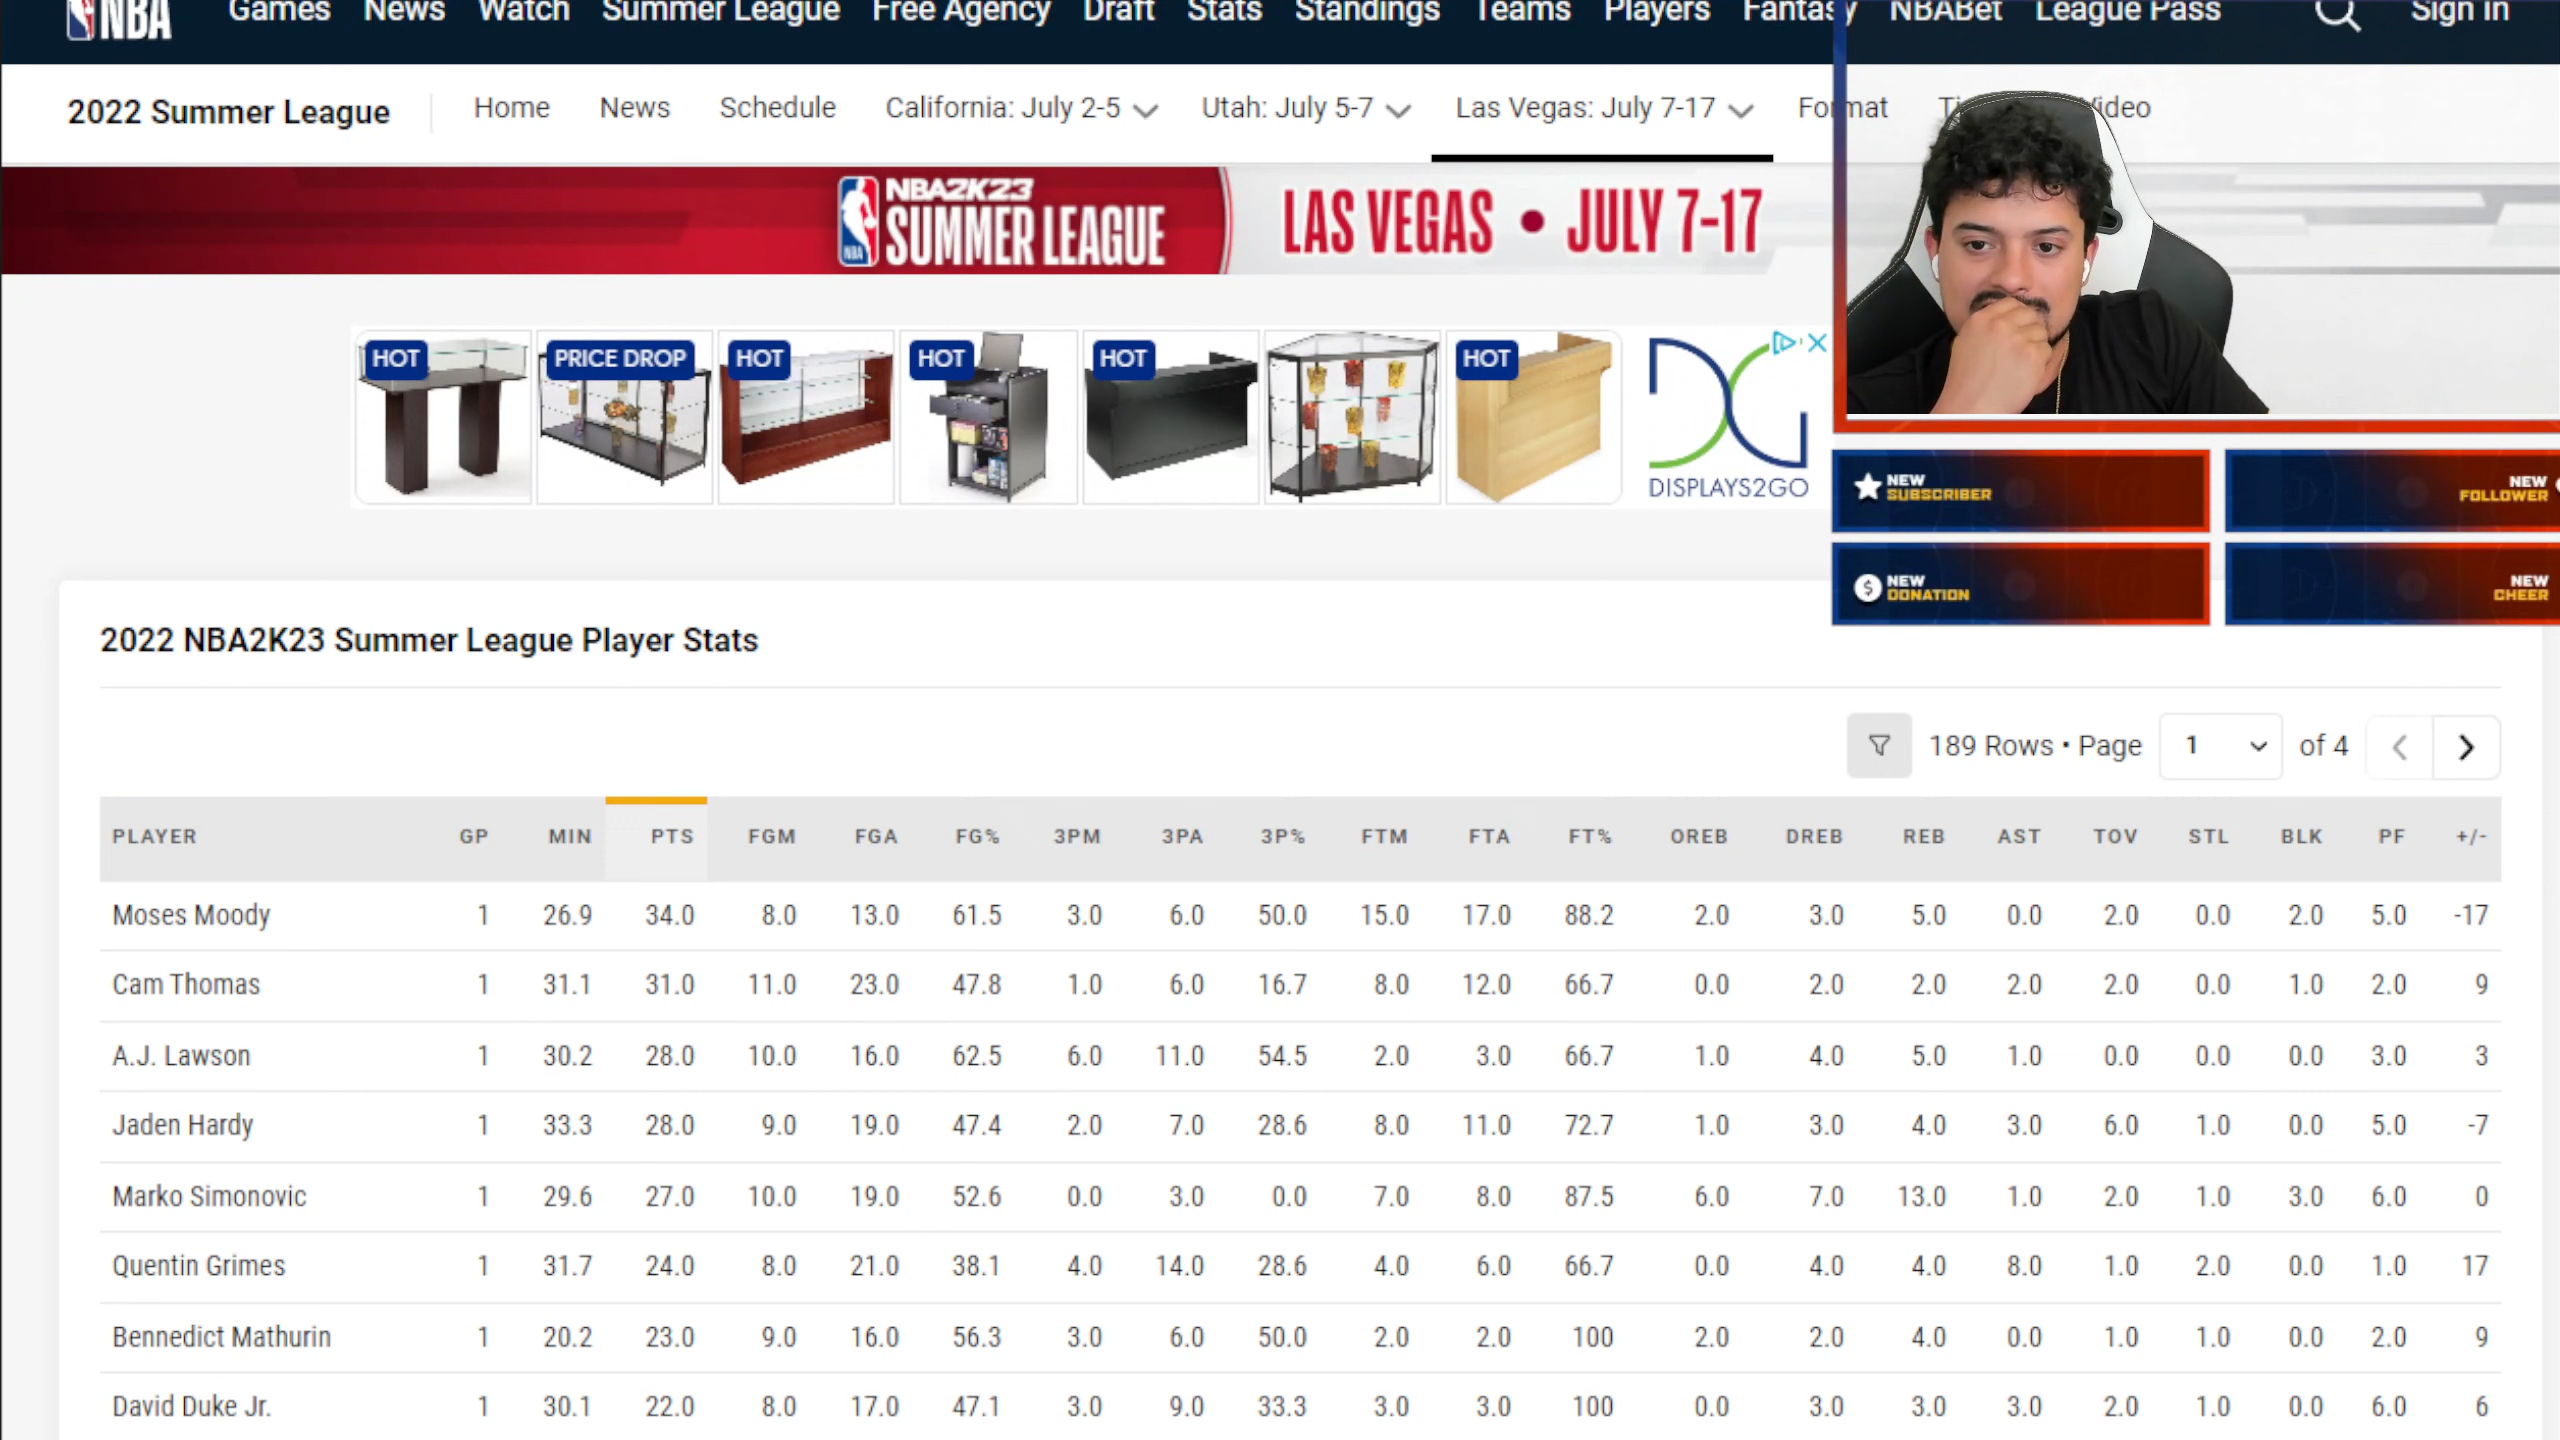 NBA Games News Watch Summer League Free Agency Draft Stats Standings Teams Players Fantasy NBABet League Pass Sign in
2022 Summer League Home News Schedule California: July 2-5 Utah: July 5-7 Las Vegas: July 7-17 Format
NBA2K23
SUMMER LEAGUE
NBA
LAS VEGAS • JULY 7-17
HOT PRICE DROP HOT HOT HOT HOT
DISPLAYS2GO
NEW
SUBSCRIBER
NEW
FOLLOWER
NEW
DONATION
NEW
CHEER
2022 NBA2K23 Summer League Player Stats
189 Rows • Page 1 of 4
PLAYER GP MIN PTS FGM FGA FG% 3PM 3PA 3P% FTM FTA FT% OREB DREB REB AST TOV STL BLK PF +/-
Moses Moody 1 26.9 34.0 8.0 13.0 61.5 3.0 6.0 50.0 15.0 17.0 88.2 2.0 3.0 5.0 0.0 2.0 0.0 2.0 5.0 -17
Cam Thomas 1 31.1 31.0 11.0 23.0 47.8 1.0 6.0 16.7 8.0 12.0 66.7 0.0 2.0 2.0 2.0 2.0 0.0 1.0 2.0 9
A.J. Lawson 1 30.2 28.0 10.0 16.0 62.5 6.0 11.0 54.5 2.0 3.0 66.7 1.0 4.0 5.0 1.0 0.0 0.0 0.0 3.0 3
Jaden Hardy 1 33.3 28.0 9.0 19.0 47.4 2.0 7.0 28.6 8.0 11.0 72.7 1.0 3.0 4.0 3.0 6.0 1.0 0.0 5.0 -7
Marko Simonovic 1 29.6 27.0 10.0 19.0 52.6 0.0 3.0 0.0 7.0 8.0 87.5 6.0 7.0 13.0 1.0 2.0 1.0 3.0 6.0 0
Quentin Grimes 1 31.7 24.0 8.0 21.0 38.1 4.0 14.0 28.6 4.0 6.0 66.7 0.0 4.0 4.0 8.0 1.0 2.0 0.0 1.0 17
Bennedict Mathurin 1 20.2 23.0 9.0 16.0 56.3 3.0 6.0 50.0 2.0 2.0 100 2.0 2.0 4.0 0.0 1.0 1.0 0.0 2.0 9
David Duke Jr. 1 30.1 22.0 8.0 17.0 47.1 3.0 9.0 33.3 3.0 3.0 100 0.0 3.0 3.0 3.0 2.0 1.0 0.0 6.0 6